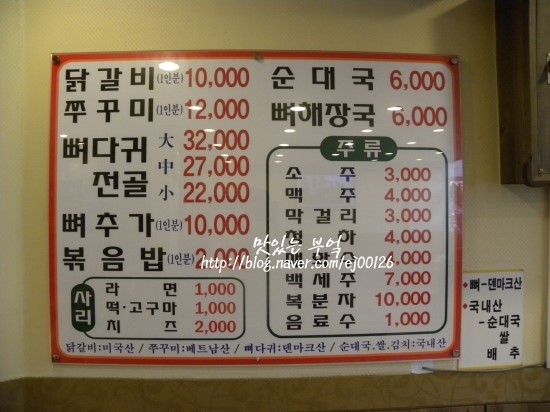 닭갈비(1인분) 10,000
쭈꾸미(1인분) 12,000
뼈다귀전골 大 32,000
中 27,000
小 22,000
뼈추가(1인분) 10,000
볶음밥(1인분) 2,000
사리
라면 1,000
떡·고구마 1,000
치즈 2,000
순대국 6,000
뼈해장국 6,000
주류
소주 3,000
맥주 4,000
막걸리 3,000
청하 4,000
백세주 7,000
복분자 10,000
음료수 1,000
맛있는 부엌
http://blog.naver.com/ej00126
닭갈비:미국산 / 쭈꾸미:베트남산 / 뼈다귀:덴마크산 / 순대국,쌀,김치:국내산
뼈-덴마크산
국내산
-순대국
쌀
배추